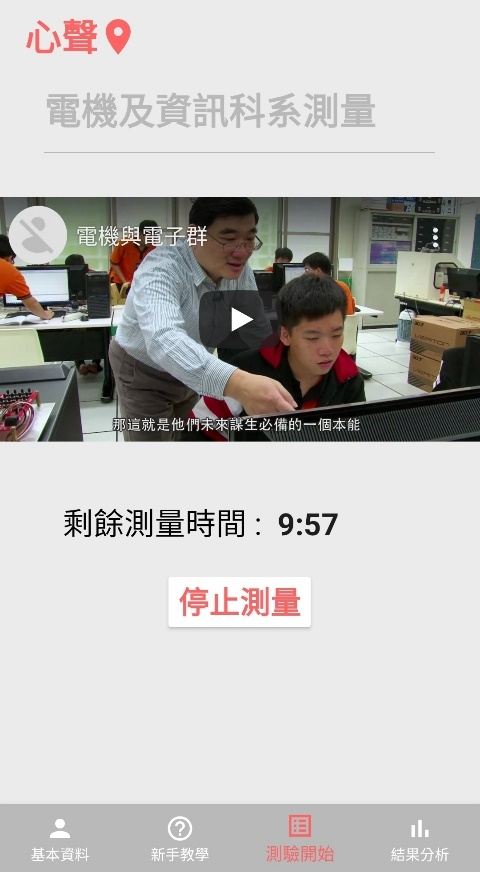 心聲
電機及資訊科系測量
電機與電子群
那這就是他們未來謀生必備的一個本能
剩餘測量時間 : 9:57
停止測量
基本資料
新手教學
測驗開始
結果分析